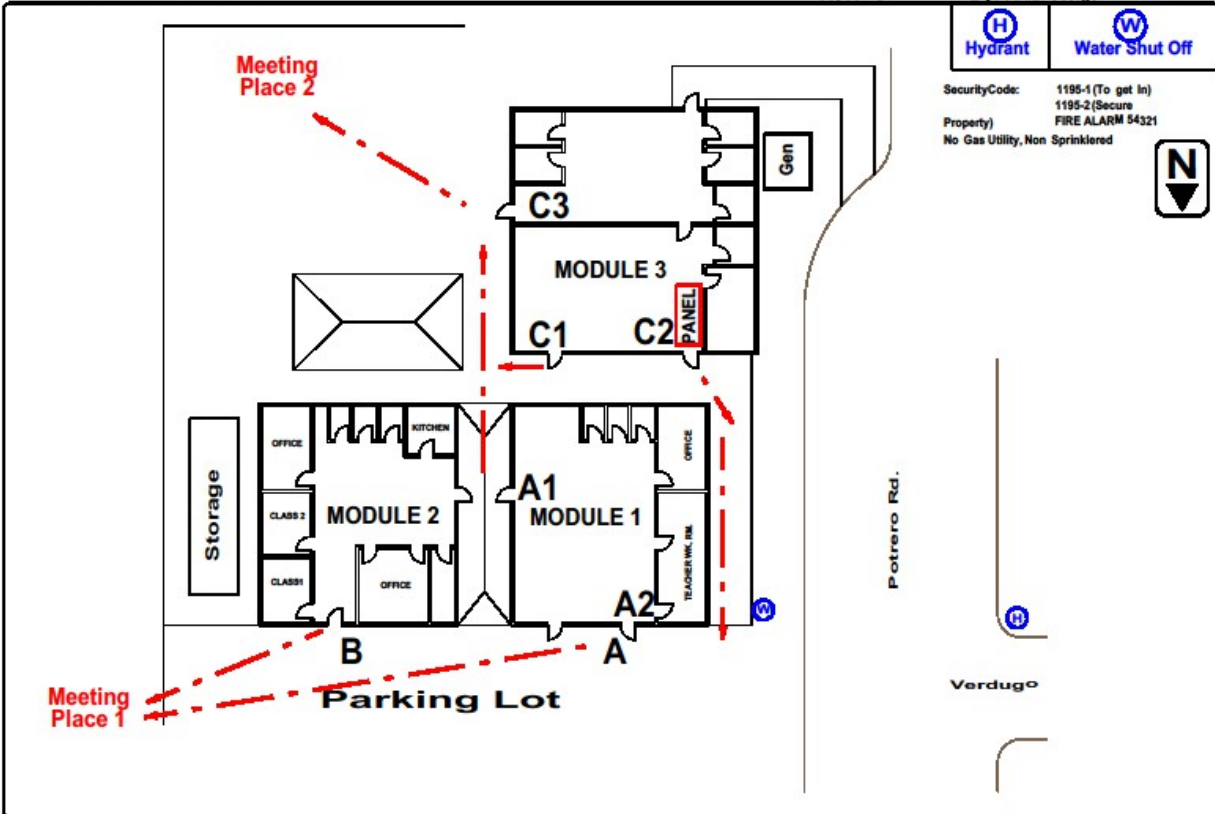 H
Hydrant
W
Water Shut Off
SecurityCode: 1195-1(To get In)
1195-2(Secure
Property) FIRE ALARM 54321
No Gas Utility, Non Sprinklered
N
Meeting
Place 2
Gen
C3
MODULE 3
PANEL
C1
C2
OFFICE
KITCHEN
OFFICE
Storage
A1
CLASS 2
MODULE 2
MODULE 1
TEACHER WK. RM.
CLASS1
OFFICE
A2
W
H
Potrero Rd.
B
A
Verdugo
Meeting
Place 1
Parking Lot